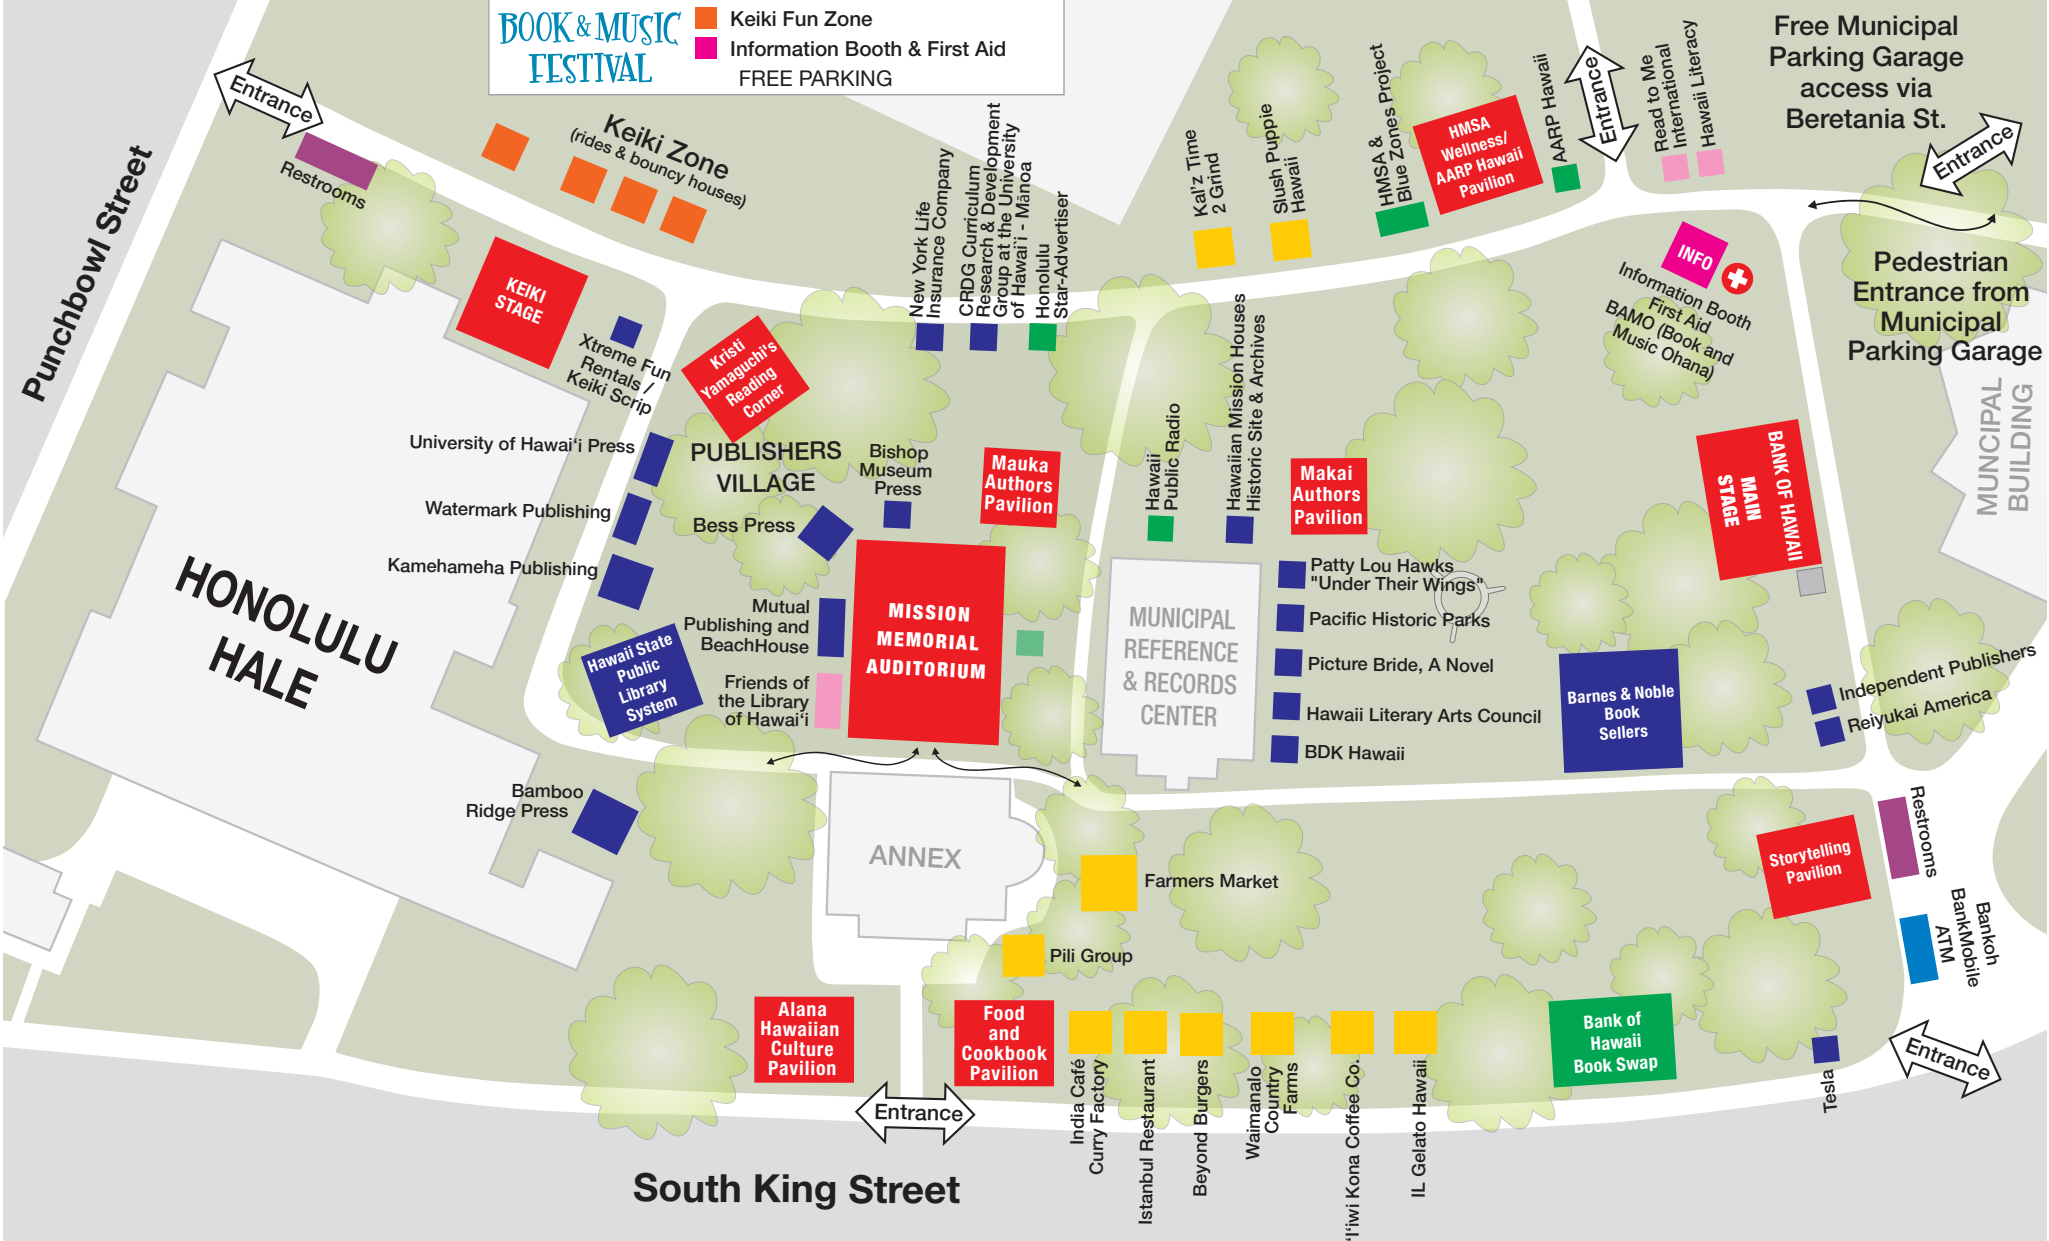 BOOK & MUSIC
FESTIVAL
Keiki Fun Zone
Information Booth & First Aid
FREE PARKING
Free Municipal
Parking Garage
access via
Beretania St.
Entrance
Entrance
Entrance
Restrooms
Keiki Zone
(rides & bouncy houses)
Punchbowl Street
KEIKI
STAGE
Xtreme Fun
Rentals /
Keiki Scrip
New York Life
Insurance Company
CRDG Curriculum
Research & Development
Group at the University
of Hawai‘i - Mānoa
Honolulu
Star-Advertiser
Kal’z Time
2 Grind
Slush Puppie
Hawaii
HMSA &
Blue Zones Project
HMSA
Wellness/
AARP Hawaii
Pavilion
AARP Hawaii
Read to Me
International
Hawaii Literacy
INFO
Information Booth
First Aid
BAMO (Book and
Music Ohana)
Pedestrian
Entrance from
Municipal
Parking Garage
MUNCIPAL
BUILDING
Kristi
Yamaguchi's
Reading
Corner
PUBLISHERS
VILLAGE
University of Hawai‘i Press
Watermark Publishing
Kamehameha Publishing
Bishop
Museum
Press
Bess Press
Mauka
Authors
Pavilion
Hawaii
Public Radio
Hawaiian Mission Houses
Historic Site & Archives
Makai
Authors
Pavilion
BANK OF HAWAII
MAIN
STAGE
HONOLULU
HALE
Hawaii State
Public
Library
System
Mutual
Publishing and
BeachHouse
Friends of
the Library
of Hawai‘i
MISSION
MEMORIAL
AUDITORIUM
MUNICIPAL
REFERENCE
& RECORDS
CENTER
Patty Lou Hawks
"Under Their Wings"
Pacific Historic Parks
Picture Bride, A Novel
Hawaii Literary Arts Council
BDK Hawaii
Barnes & Noble
Book
Sellers
Independent Publishers
Reiyukai America
Bamboo
Ridge Press
ANNEX
Farmers Market
Pili Group
Storytelling
Pavilion
Restrooms
Bankoh
BankMobile
ATM
Alana
Hawaiian
Culture
Pavilion
Food
and
Cookbook
Pavilion
India Café
Curry Factory
Istanbul Restaurant
Beyond Burgers
Waimanalo
Country
Farms
‘I‘iwi Kona Coffee Co.
IL Gelato Hawaii
Bank of
Hawaii
Book Swap
Tesla
Entrance
Entrance
South King Street